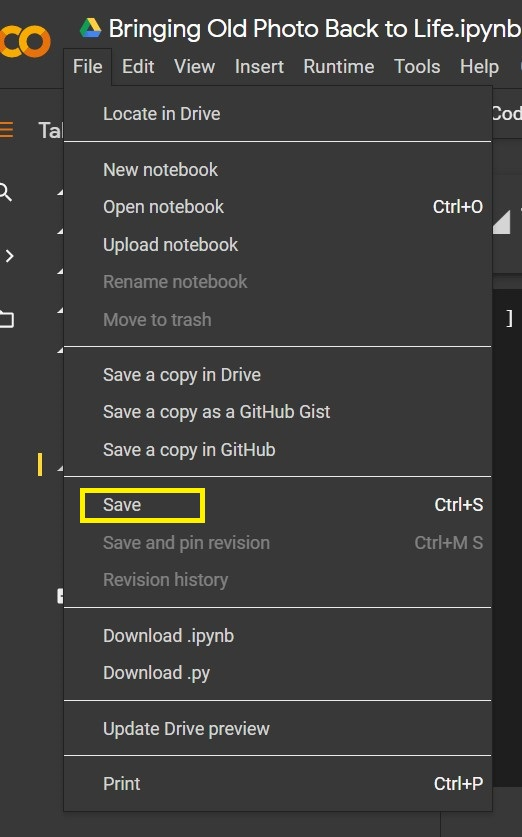 Bringing Old Photo Back to Life.ipynb
File Edit View Insert Runtime Tools Help
Locate in Drive
New notebook
Open notebook Ctrl+O
Upload notebook
Rename notebook
Move to trash
Save a copy in Drive
Save a copy as a GitHub Gist
Save a copy in GitHub
Save Ctrl+S
Save and pin revision Ctrl+M S
Revision history
Download .ipynb
Download .py
Update Drive preview
Print Ctrl+P